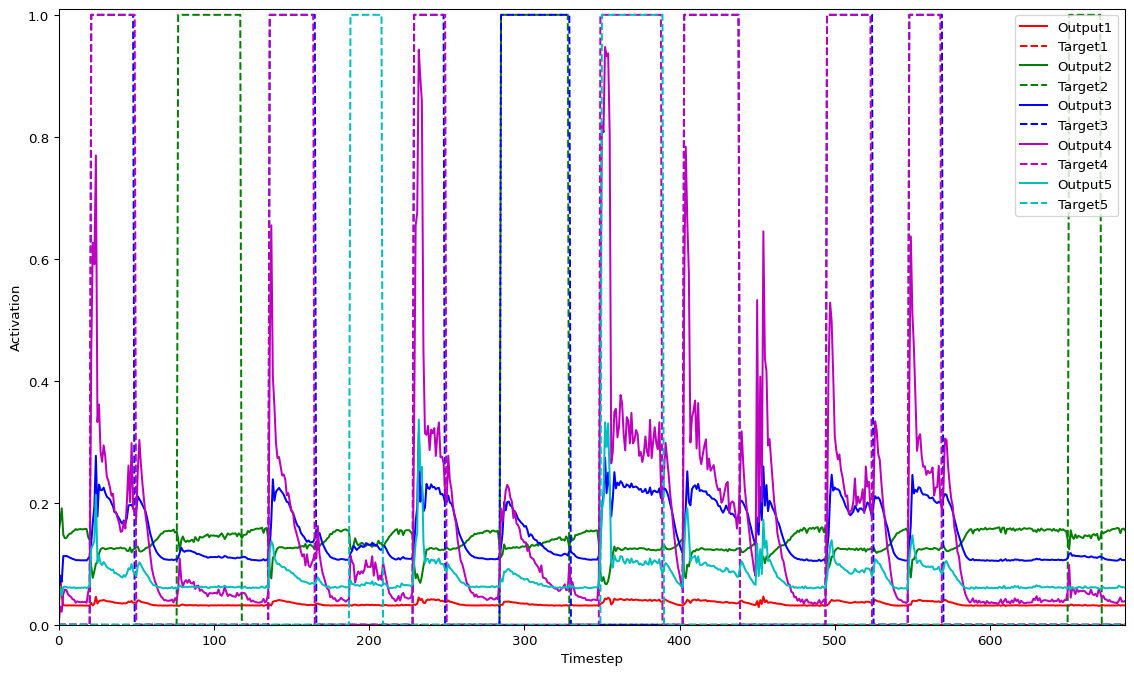 1.0
0.8
0.6
0.4
0.2
0.0
Activation
0 100 200 300 400 500 600
Timestep
Output1
Target1
Output2
Target2
Output3
Target3
Output4
Target4
Output5
Target5